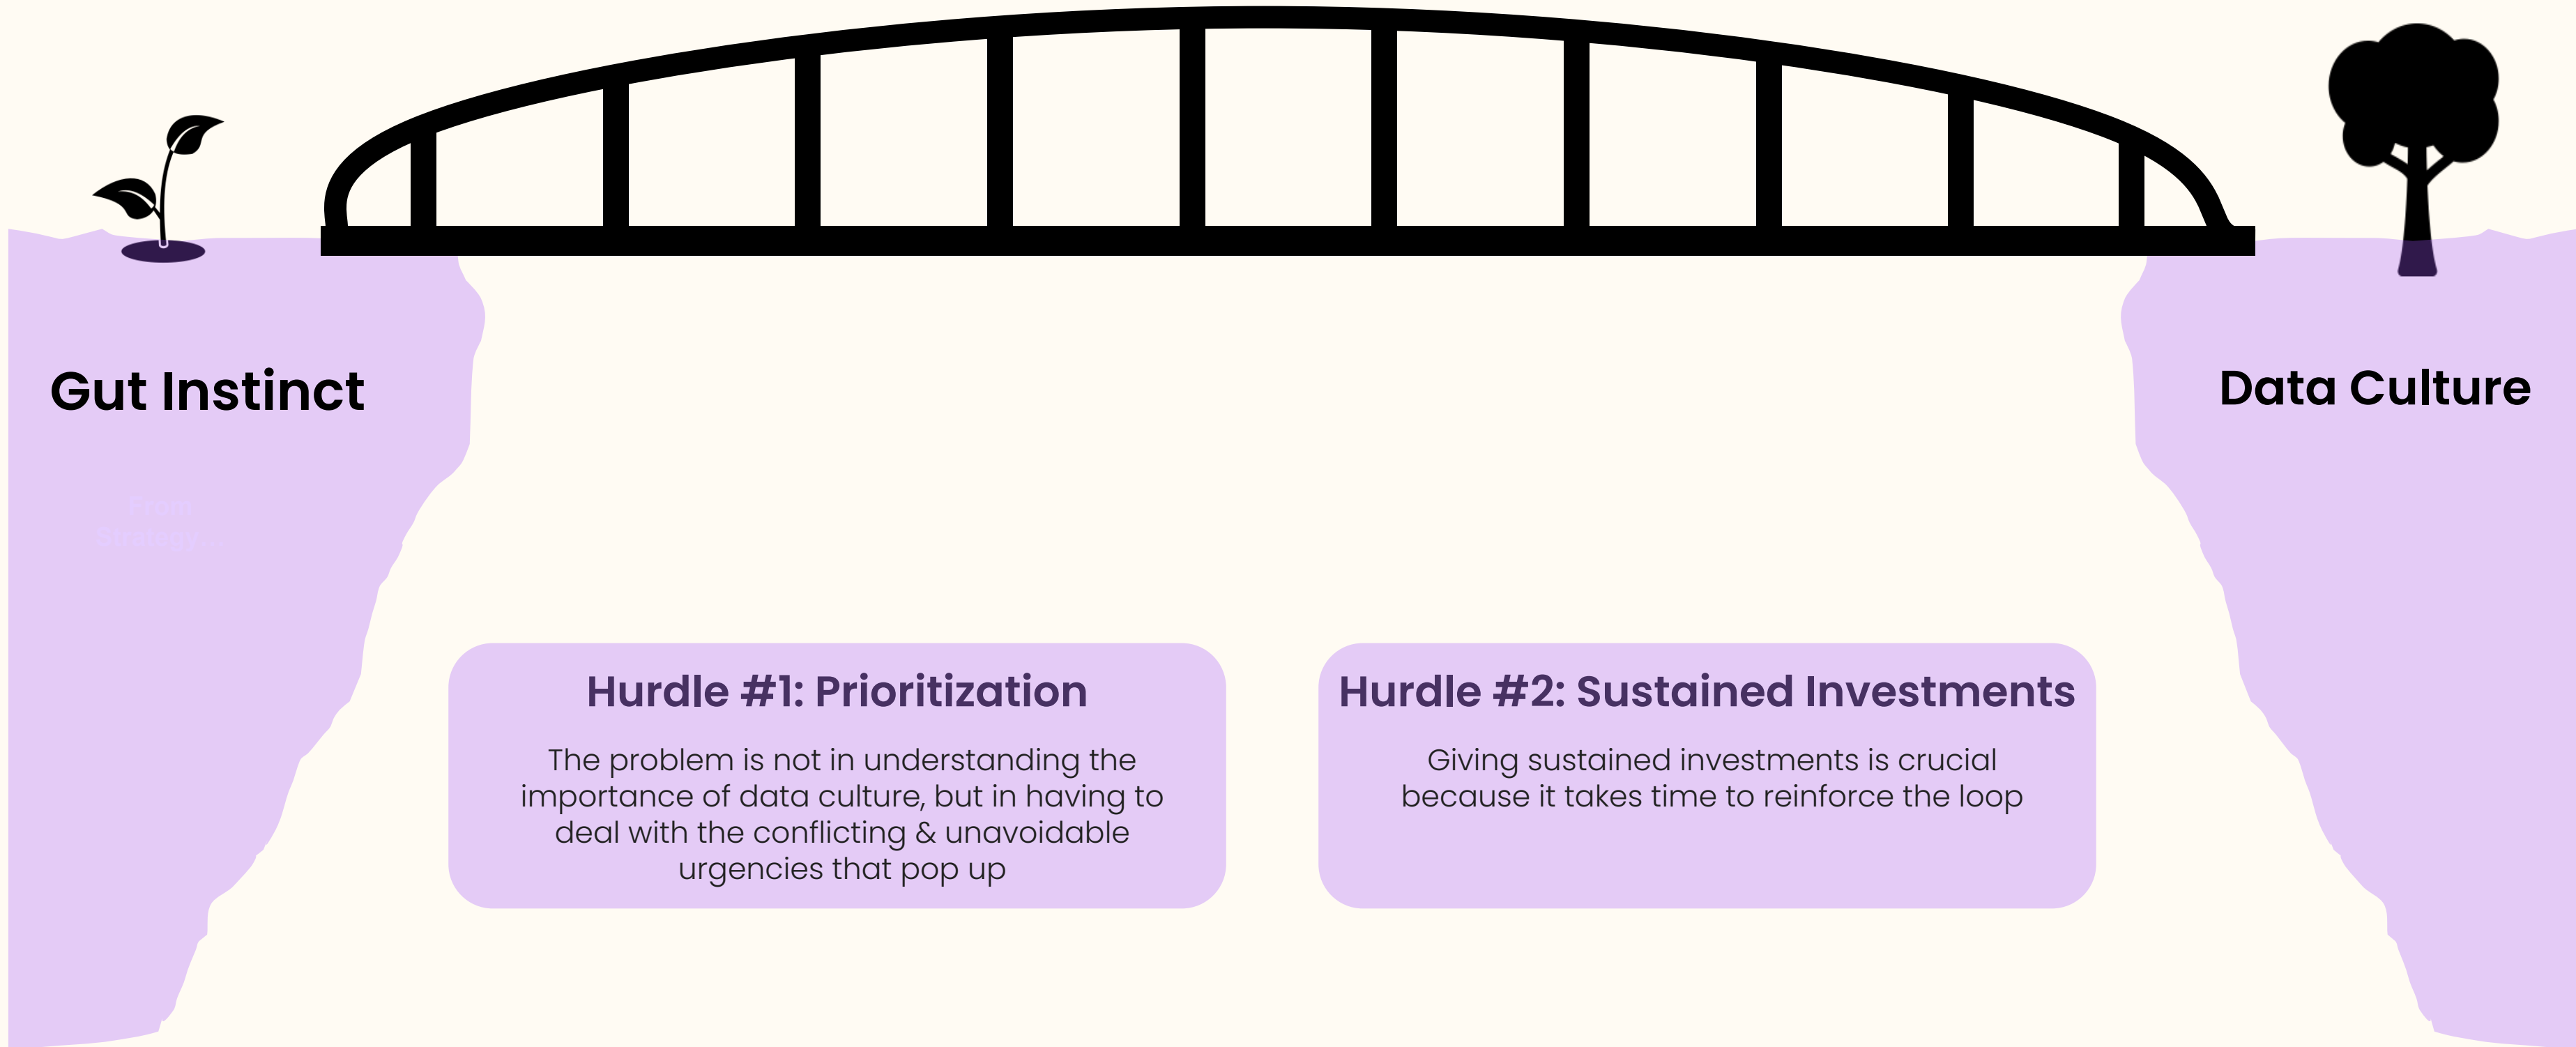 Gut Instinct
Data Culture
From
Strategy
Hurdle #1: Prioritization
The problem is not in understanding the
importance of data culture, but in having to
deal with the conflicting & unavoidable
urgencies that pop up
Hurdle #2: Sustained Investments
Giving sustained investments is crucial
because it takes time to reinforce the loop